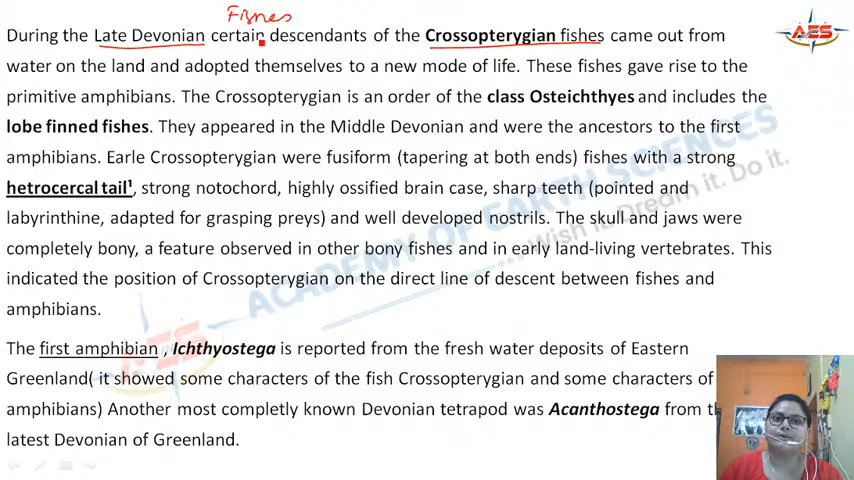 Fishes
AES
During the Late Devonian certain descendants of the Crossopterygian fishes came out from
water on the land and adopted themselves to a new mode of life. These fishes gave rise to the
primitive amphibians. The Crossopterygian is an order of the class Osteichthyes and includes the
lobe finned fishes. They appeared in the Middle Devonian and were the ancestors to the first
amphibians. Earle Crossopterygian were fusiform (tapering at both ends) fishes with a strong
hetrocercal tail¹, strong notochord, highly ossified brain case, sharp teeth (pointed and
labyrinthine, adapted for grasping preys) and well developed nostrils. The skull and jaws were
completely bony, a feature observed in other bony fishes and in early land-living vertebrates. This
indicated the position of Crossopterygian on the direct line of descent between fishes and
amphibians.
The first amphibian , Ichthyostega is reported from the fresh water deposits of Eastern
Greenland( it showed some characters of the fish Crossopterygian and some characters of
amphibians) Another most completly known Devonian tetrapod was Acanthostega from
latest Devonian of Greenland.
ACADEMY OF EARTH SCIENCES
...Wish it. Dream it. Do it.
AES